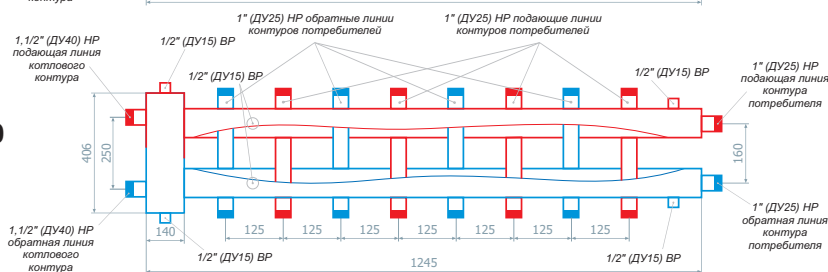 контура
1" (ДУ25) НР обратные линии
контуров потребителей
1" (ДУ25) НР подающие линии
контуров потребителей
1,1/2" (ДУ40) НР
подающая линия
котлового
контура
1/2" (ДУ15) ВР
1/2" (ДУ15) ВР
1/2" (ДУ15) ВР
1" (ДУ25) НР
подающая линия
контура
потребителя
406
250
160
1,1/2" (ДУ40) НР
обратная линия
котлового
контура
140
125
125
125
125
125
125
125
1/2" (ДУ15) ВР
1/2" (ДУ15) ВР
1" (ДУ25) НР
обратная линия
контура
потребителя
1245